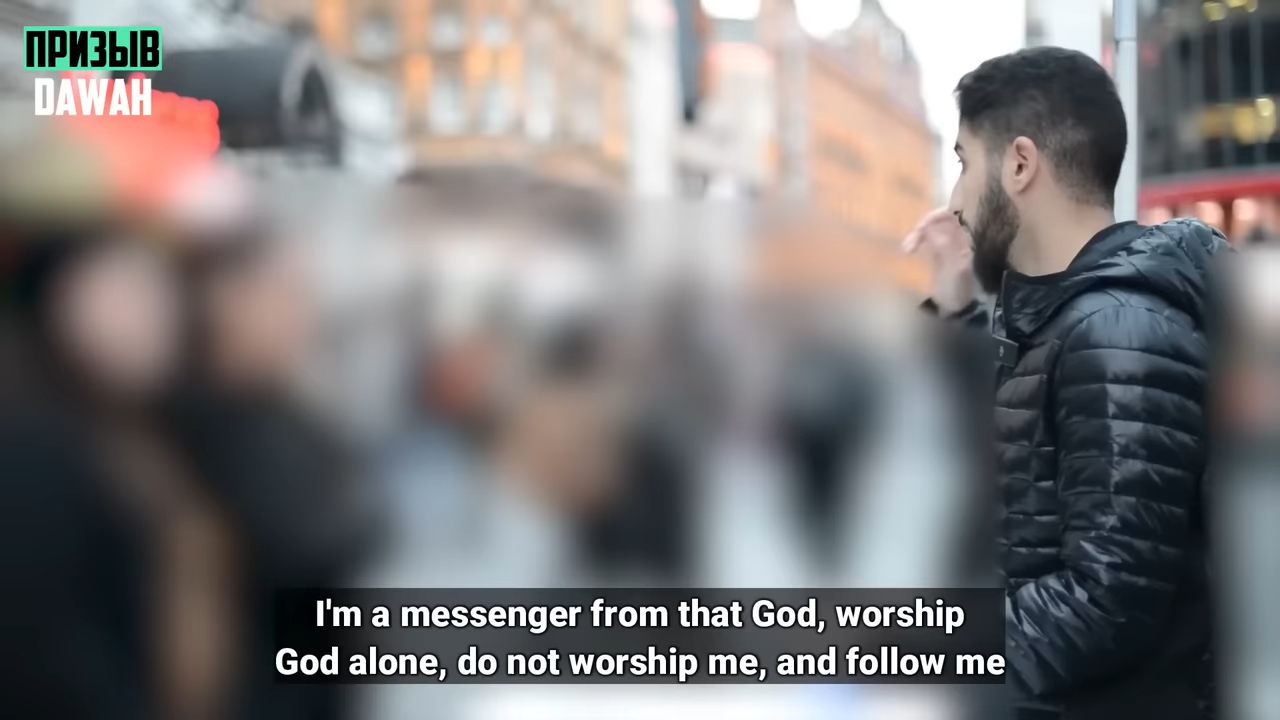 ПРИЗЫВ
DAWAH
I'm a messenger from that God, worship
God alone, do not worship me, and follow me